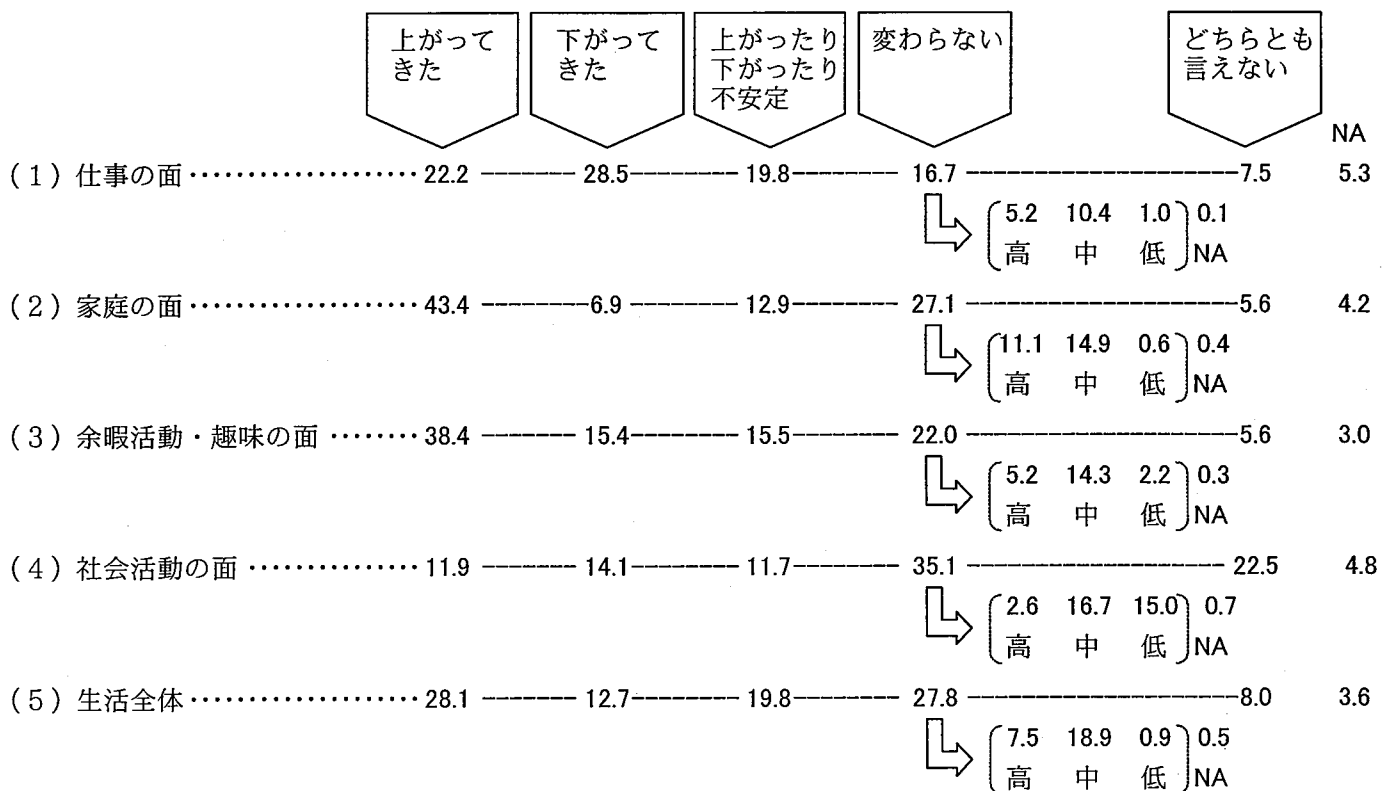 上がって
きた
下がって
きた
上がったり
下がったり
不安定
変わらない
どちらとも
言えない
NA
(1) 仕事の面 22.2 28.5 19.8 16.7 7.5 5.3
5.2 10.4 1.0 0.1
高 中 低 NA
(2) 家庭の面 43.4 6.9 12.9 27.1 5.6 4.2
11.1 14.9 0.6 0.4
高 中 低 NA
(3) 余暇活動・趣味の面 38.4 15.4 15.5 22.0 5.6 3.0
5.2 14.3 2.2 0.3
高 中 低 NA
(4) 社会活動の面 11.9 14.1 11.7 35.1 22.5 4.8
2.6 16.7 15.0 0.7
高 中 低 NA
(5) 生活全体 28.1 12.7 19.8 27.8 8.0 3.6
7.5 18.9 0.9 0.5
高 中 低 NA